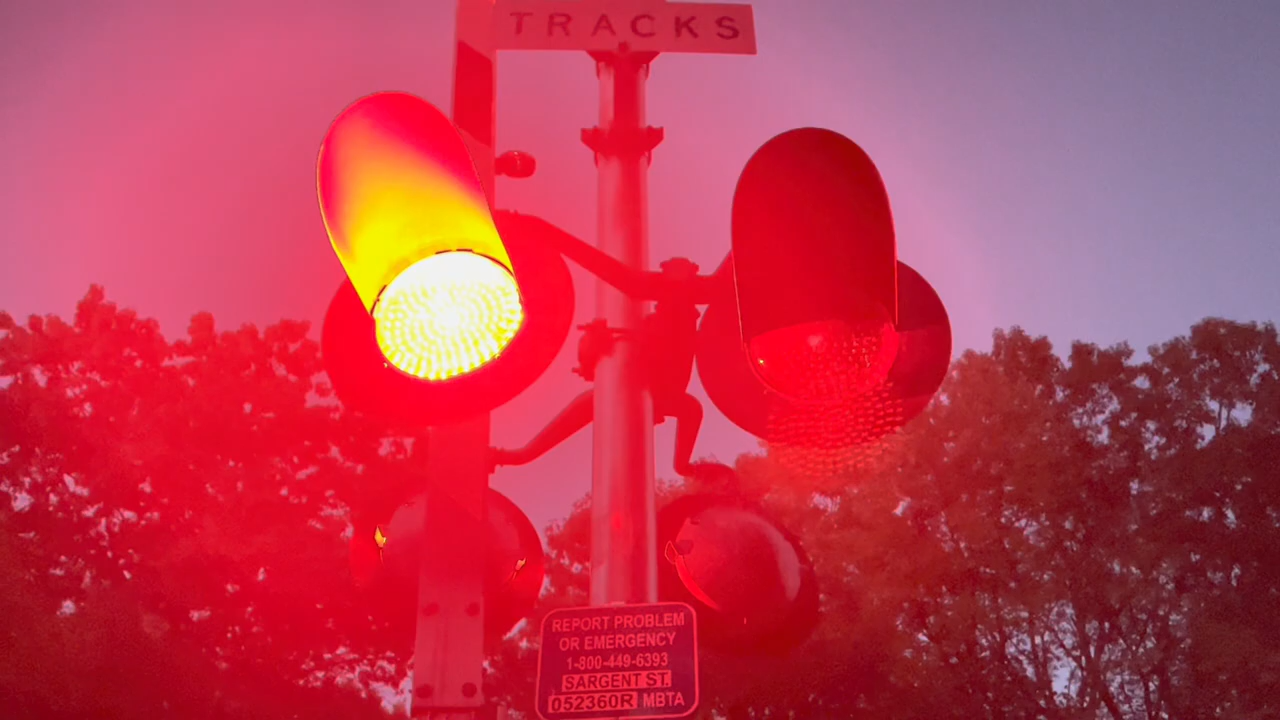 TRACKS
REPORT PROBLEM
OR EMERGENCY
1-800-449-6393
SARGENT ST.
052360R MBTA